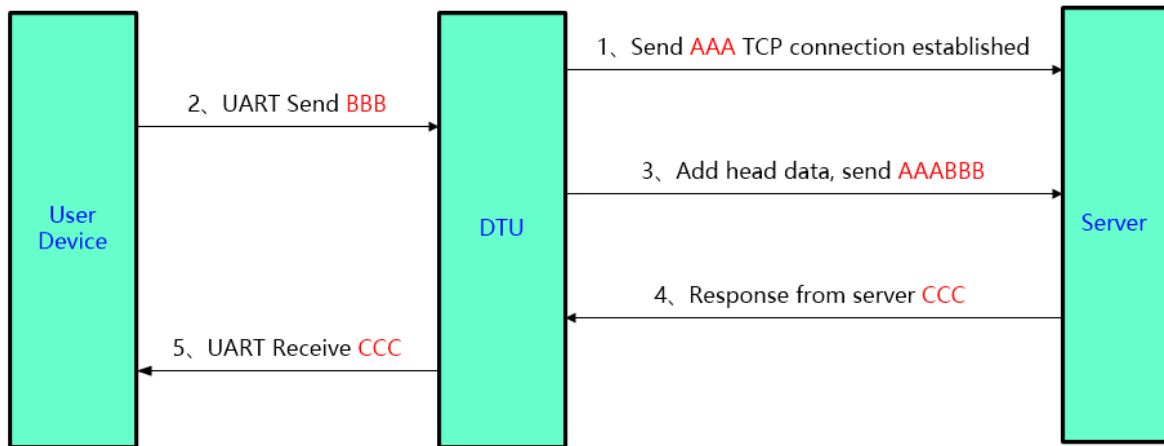 1、Send AAA TCP connection established
2、UART Send BBB
3、Add head data, send AAABBB
User
Device
DTU
Server
4、Response from server CCC
5、UART Receive CCC